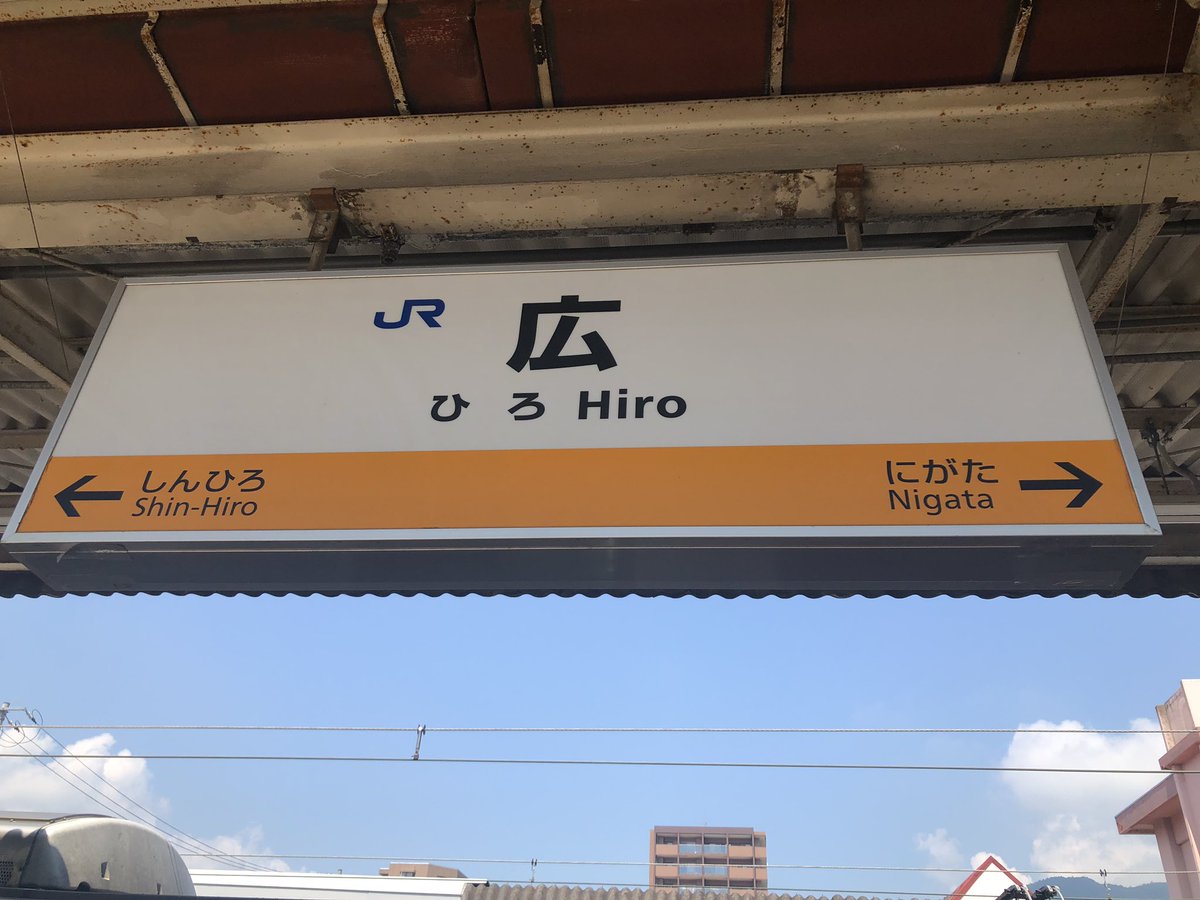 JR 広
ひろ Hiro
← しんひろ
Shin-Hiro
にがた →
Nigata